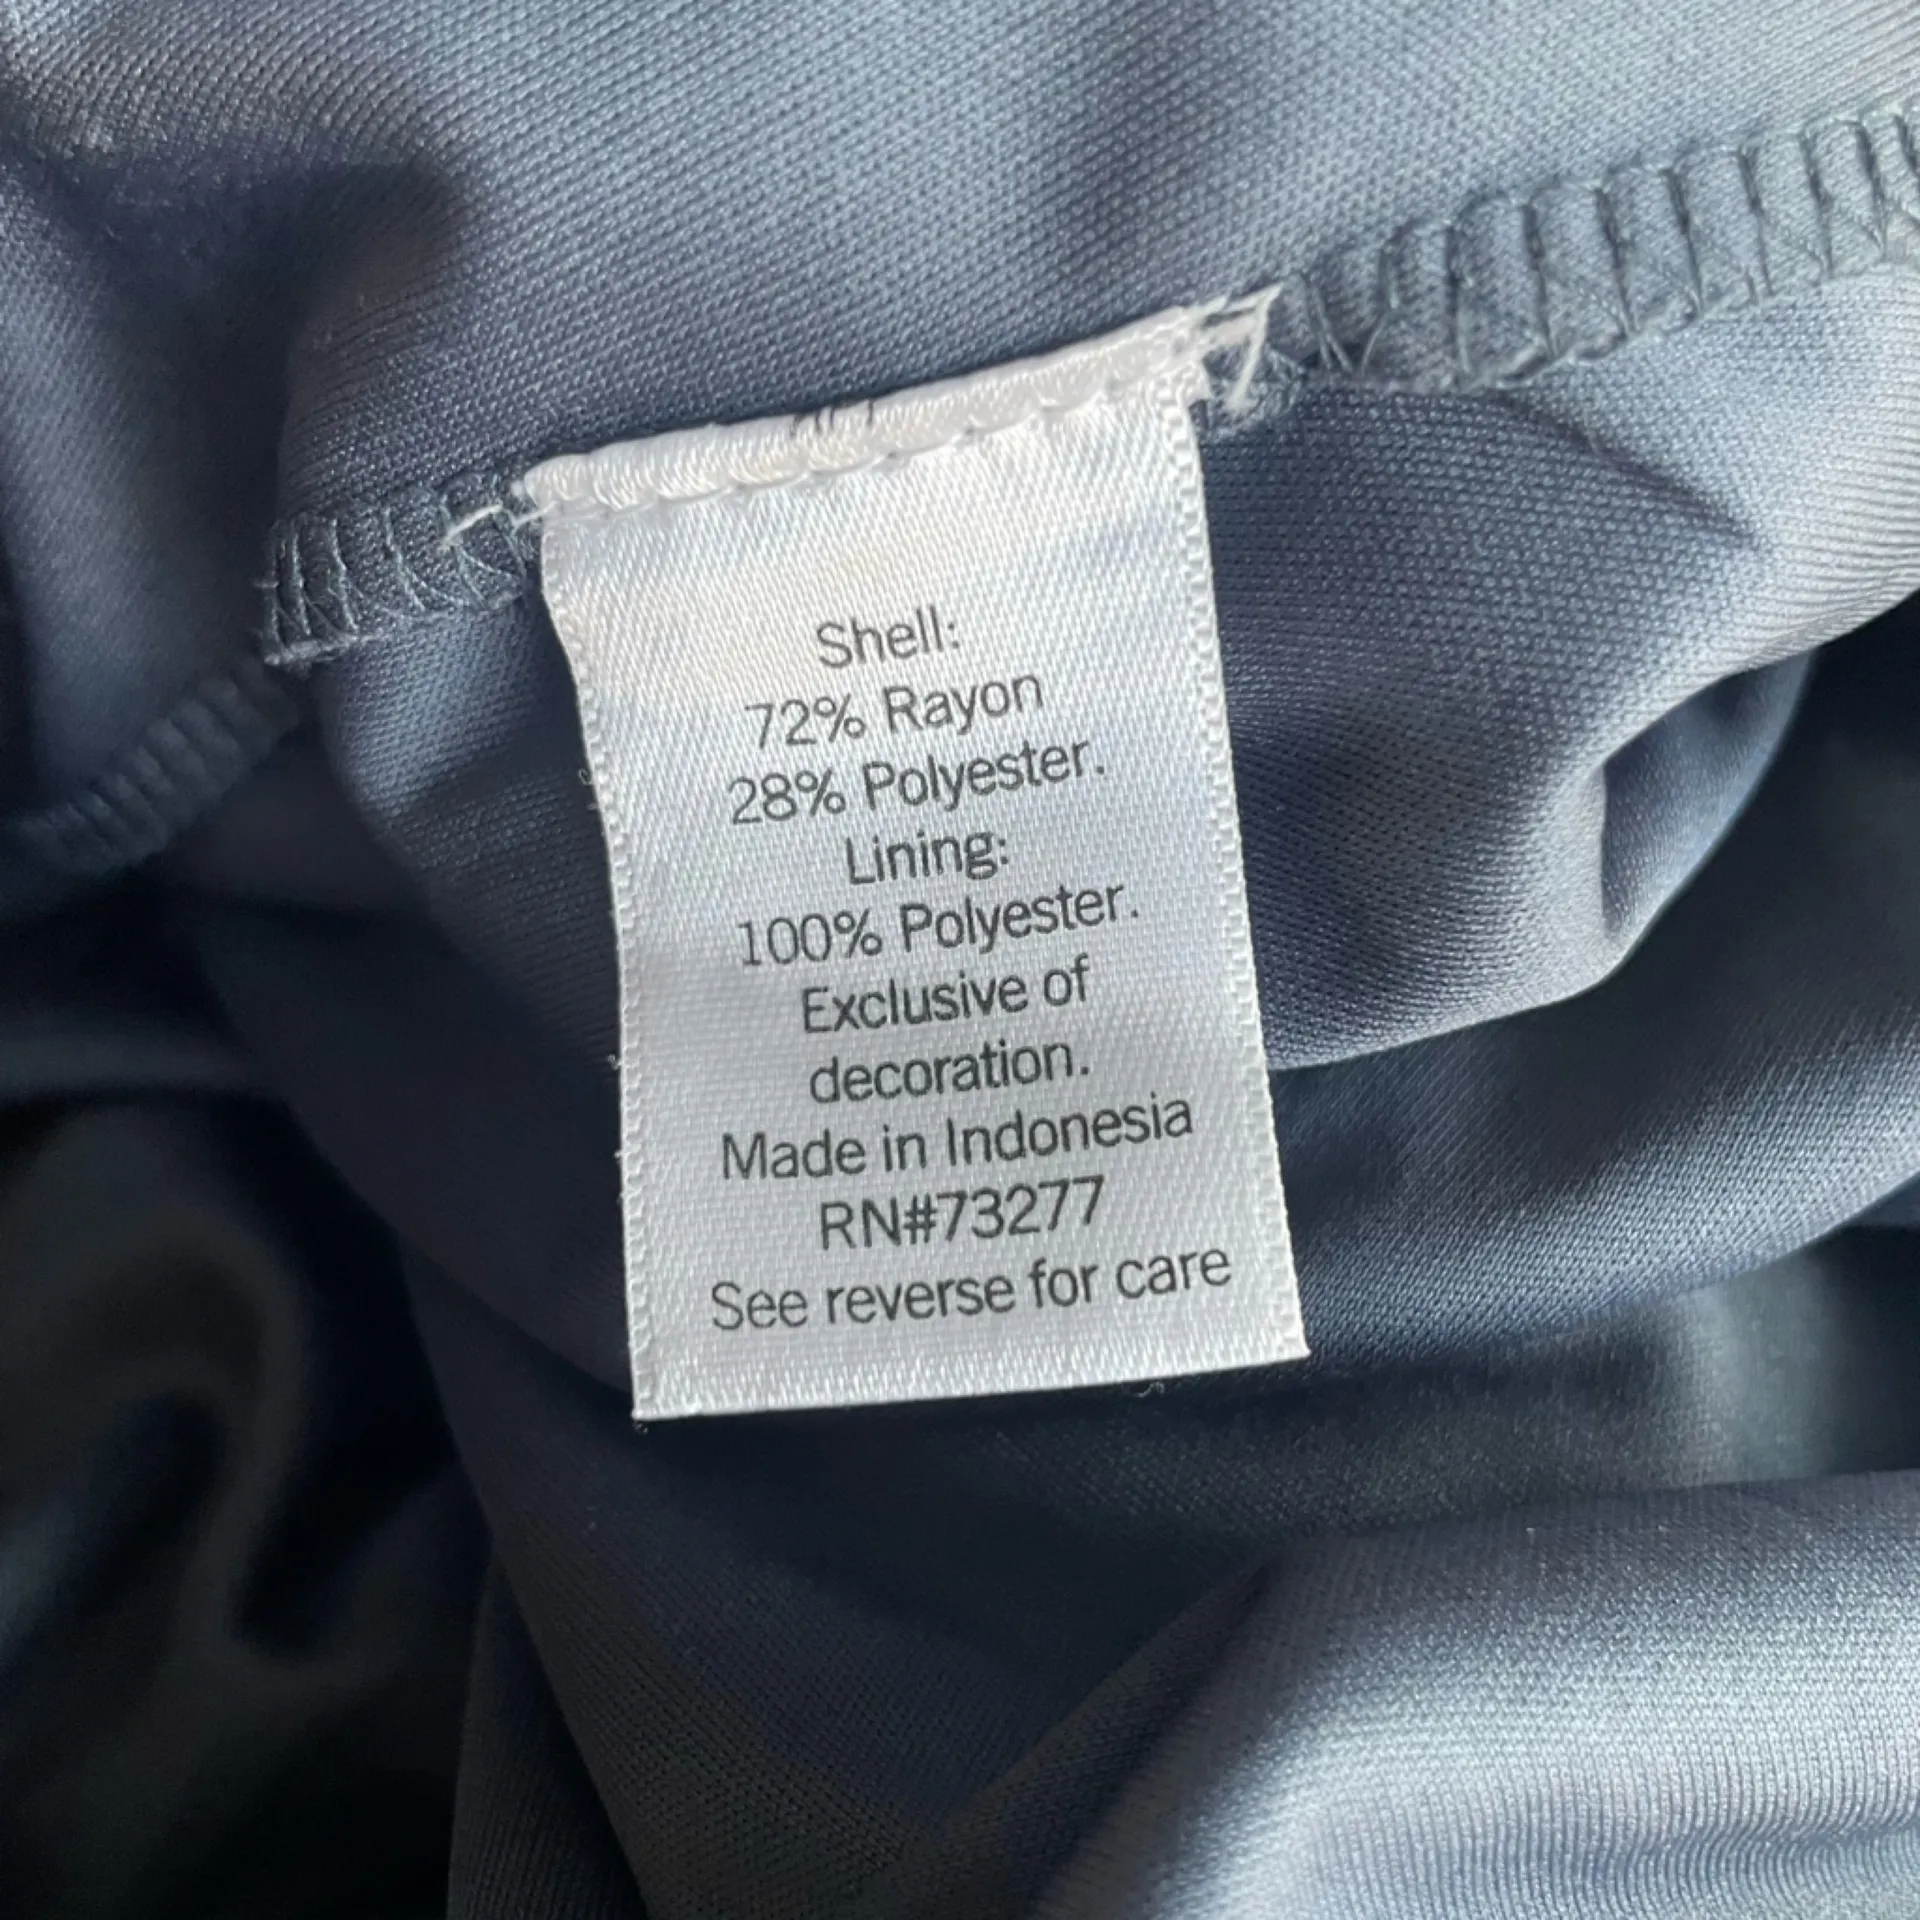 Shell:
72% Rayon
28% Polyester.
Lining:
100% Polyester.
Exclusive of
decoration.
Made in Indonesia
RN#73277
See reverse for care